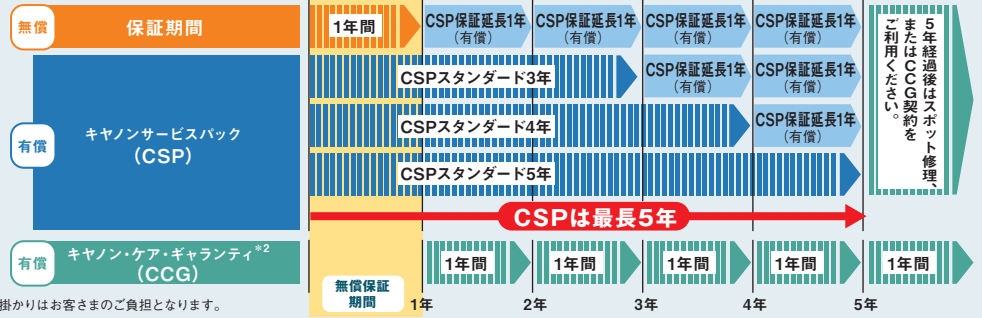 無償
保証期間
1年間
CSP保証延長1年
(有償)
CSP保証延長1年
(有償)
CSP保証延長1年
(有償)
CSP保証延長1年
(有償)
5年経過後はスポット修理、
またはCCG契約を
ご利用ください。
有償
キヤノンサービスパック
(CSP)
CSPスタンダード3年
CSP保証延長1年
(有償)
CSP保証延長1年
(有償)
CSPスタンダード4年
CSP保証延長1年
(有償)
CSPスタンダード5年
CSPは最長5年
有償
キヤノン・ケア・ギャランティ*2
(CCG)
1年間
1年間
1年間
1年間
1年間
無償保証
期間
1年
2年
3年
4年
5年
掛かりはお客さまのご負担となります。